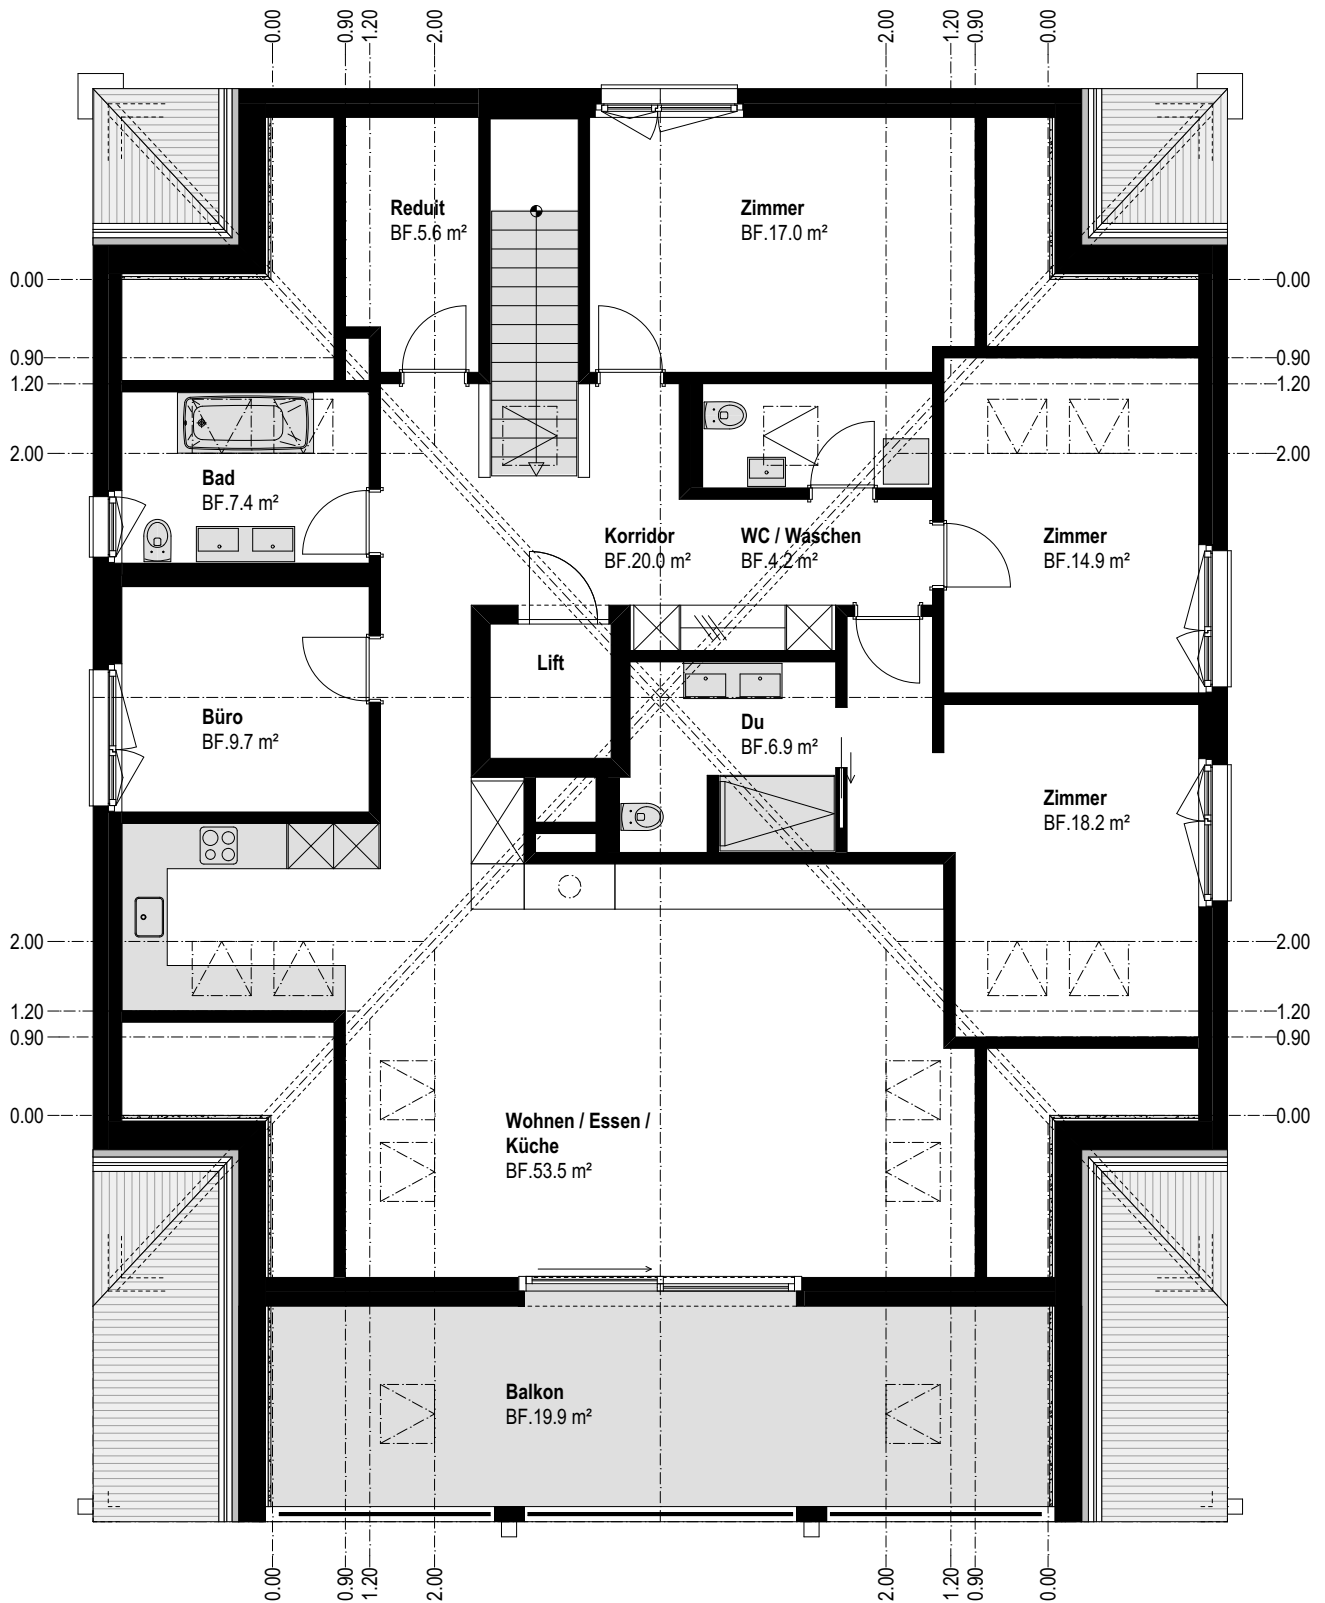 0.00
0.90
1.20
2.00
2.00
1.20
0.90
0.00
Reduit
BF.5.6 m²
Zimmer
BF.17.0 m²
0.00
0.00
0.90
0.90
1.20
1.20
2.00
2.00
Bad
BF.7.4 m²
Korridor
BF.20.0 m²
WC / Waschen
BF.4.2 m²
Zimmer
BF.14.9 m²
Lift
Büro
BF.9.7 m²
Du
BF.6.9 m²
Zimmer
BF.18.2 m²
2.00
2.00
1.20
1.20
0.90
0.90
0.00
0.00
Wohnen / Essen /
Küche
BF.53.5 m²
Balkon
BF.19.9 m²
0.00
0.90
1.20
2.00
2.00
1.20
0.90
0.00